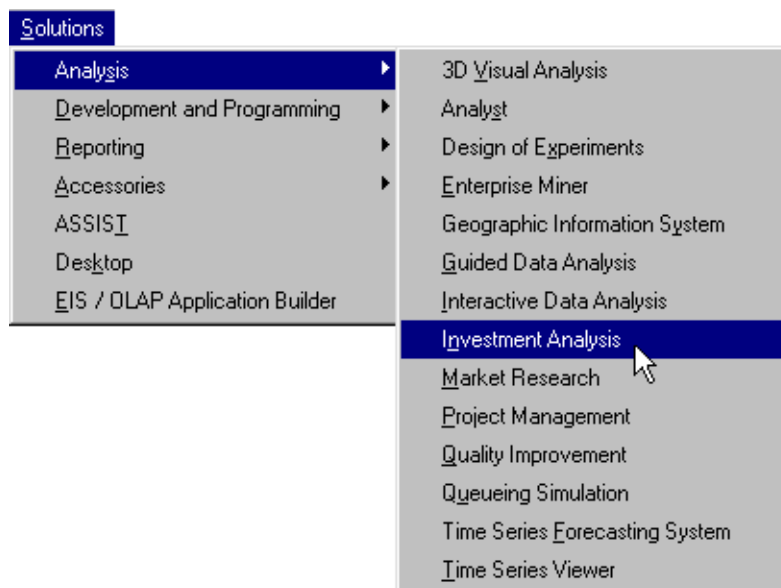 Solutions
Analysis
Development and Programming
Reporting
Accessories
ASSIST
Desktop
EIS / OLAP Application Builder
3D Visual Analysis
Analyst
Design of Experiments
Enterprise Miner
Geographic Information System
Guided Data Analysis
Interactive Data Analysis
Investment Analysis
Market Research
Project Management
Quality Improvement
Queueing Simulation
Time Series Forecasting System
Time Series Viewer